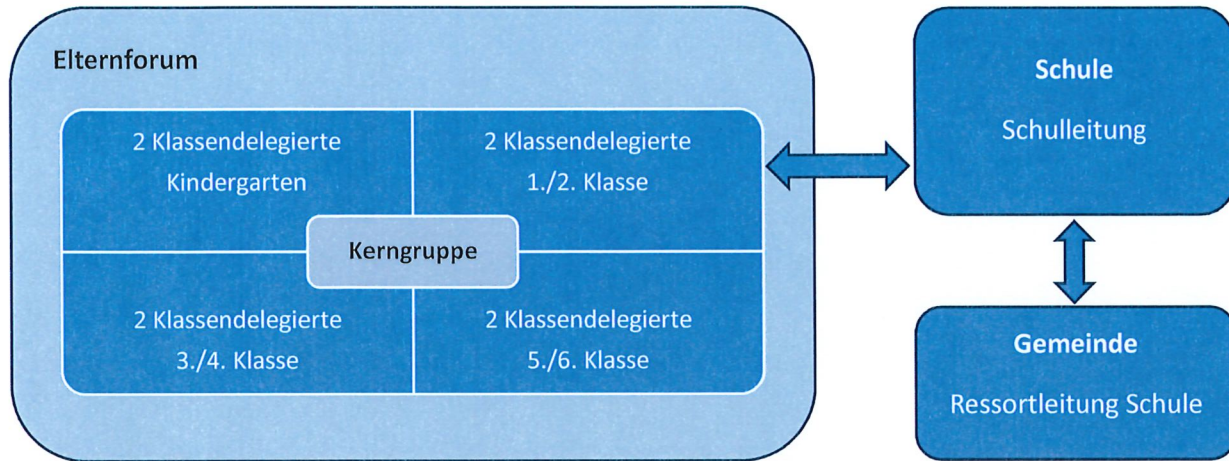 Elternforum
2 Klassendelegierte
Kindergarten
2 Klassendelegierte
1./2. Klasse
Kerngruppe
2 Klassendelegierte
3./4. Klasse
2 Klassendelegierte
5./6. Klasse
Schule
Schulleitung
Gemeinde
Ressortleitung Schule